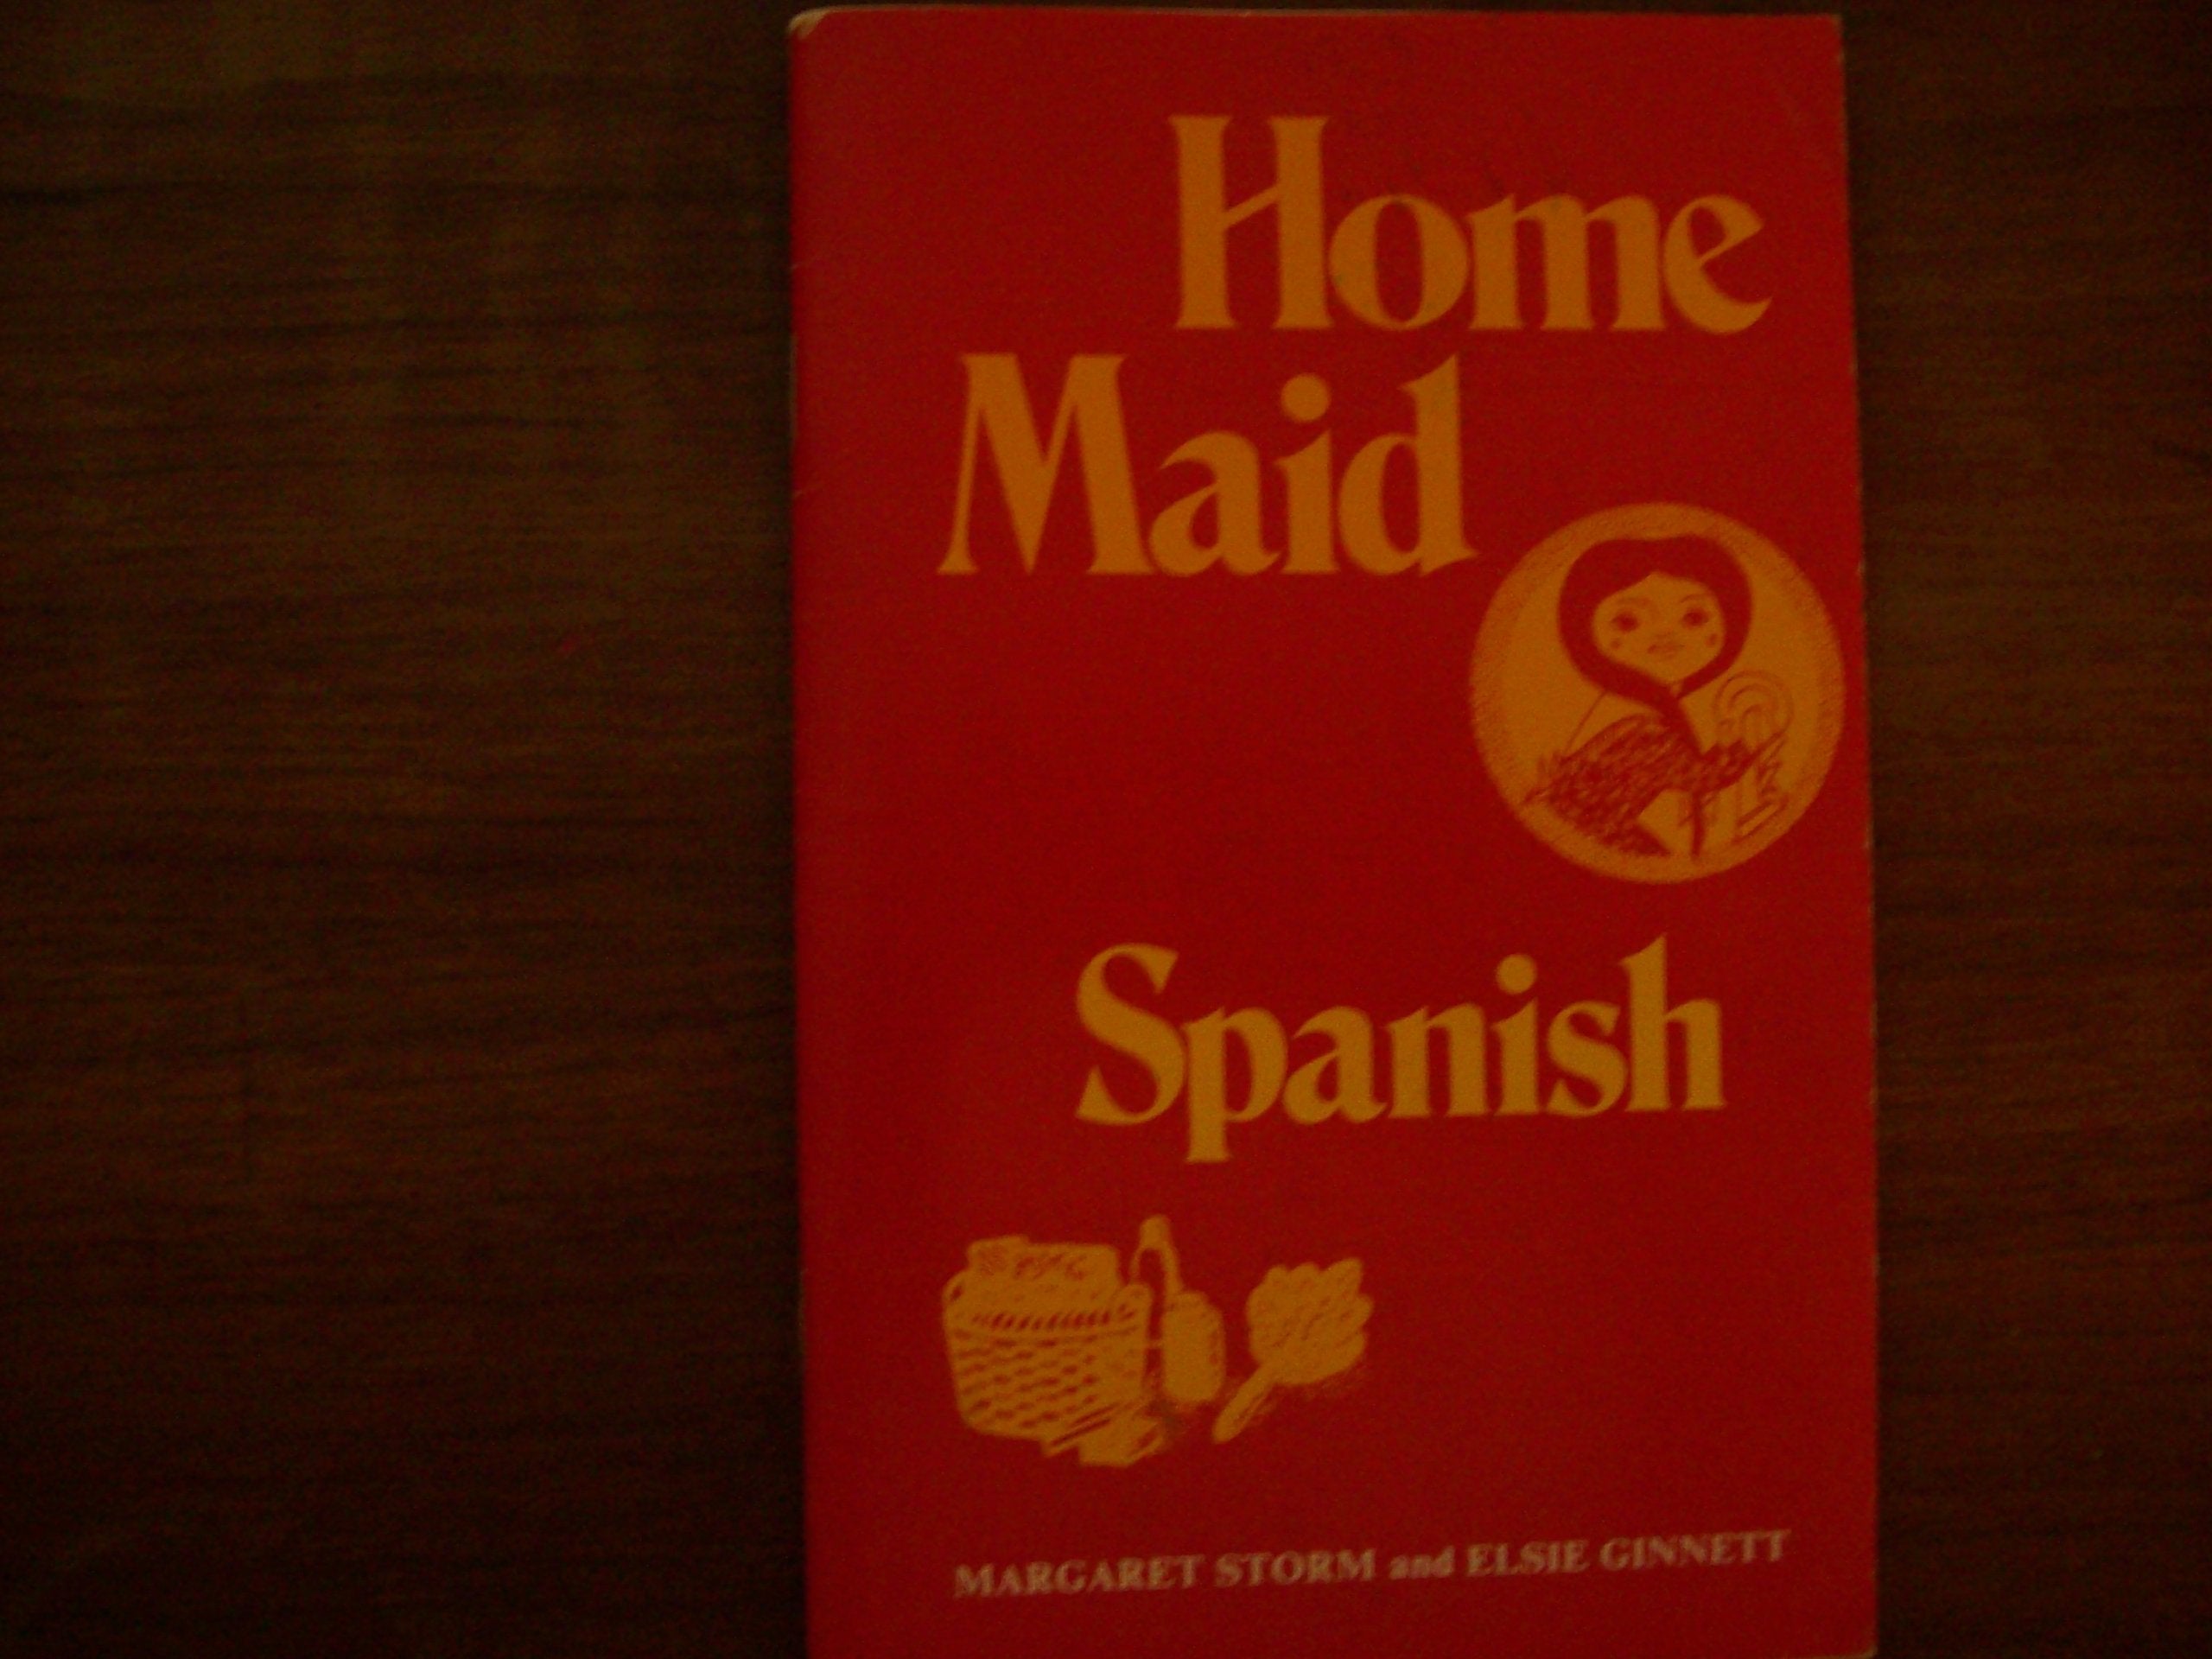 Home
Maid
Spanish
MARGARET STORM and ELSIE GINNETT